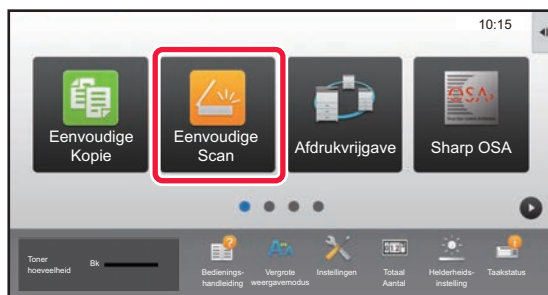 10:15
Eenvoudige
Kopie
Eenvoudige
Scan
Afdrukvrijgave
OSA
Sharp OSA
Toner
hoeveelheid
Bk
Bedienings-
handleiding
Vergrote
weergavemodus
Instellingen
Totaal
Aantal
Helderheids-
instelling
Taakstatus